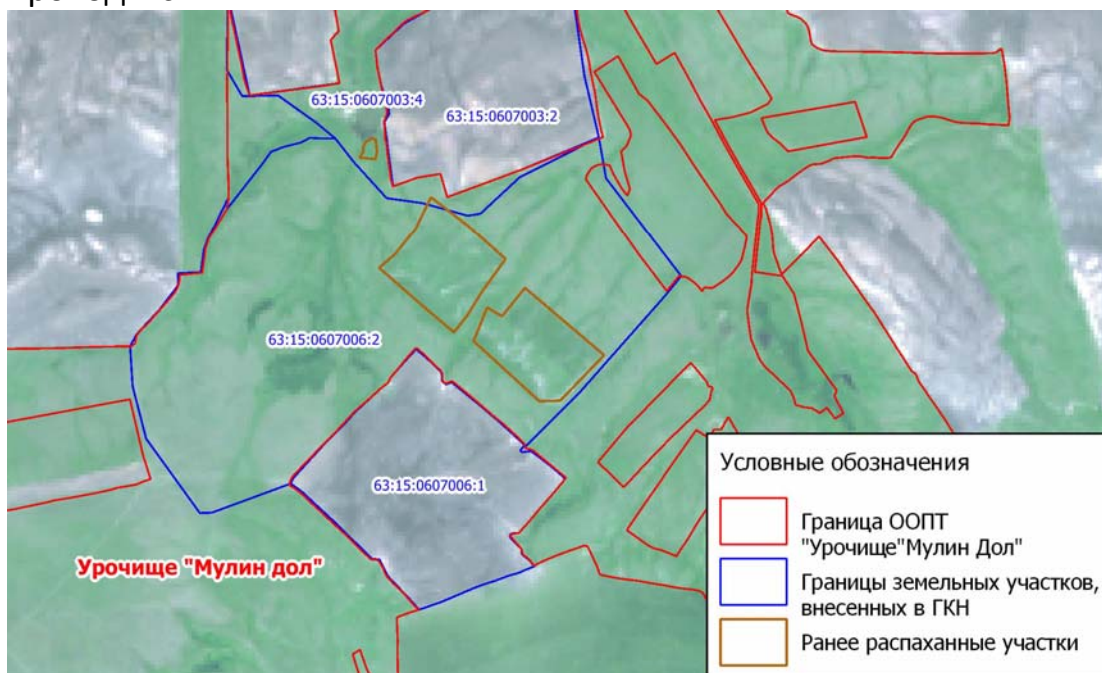 63:15:0607003:4
63:15:0607003:2
63:15:0607006:2
63:15:0607006:1
Урочище "Мулин дол"
Условные обозначения
Граница ООПТ
"Урочище"Мулин Дол"
Границы земельных участков,
внесенных в ГКН
Ранее распаханные участки